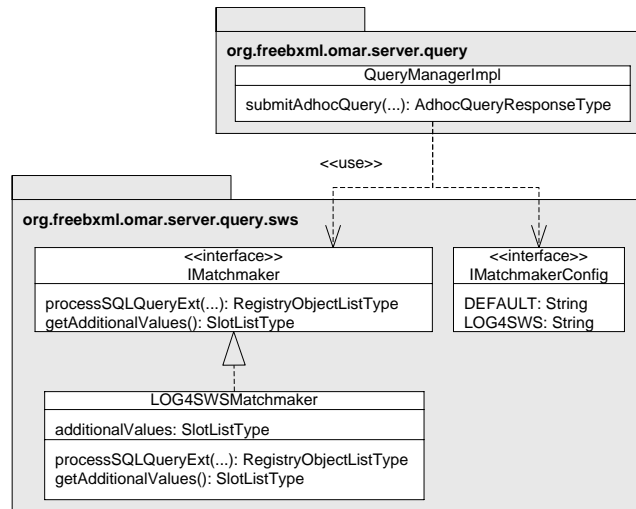 org.freebxml.omar.server.query
QueryManagerImpl
submitAdhocQuery(...): AdhocQueryResponseType
<<use>>
org.freebxml.omar.server.query.sws
<<interface>>
IMatchmaker
processSQLQueryExt(...): RegistryObjectListType
getAdditionalValues(): SlotListType
<<interface>>
IMatchmakerConfig
DEFAULT: String
LOG4SWS: String
LOG4SWSMatchmaker
additionalValues: SlotListType
processSQLQueryExt(...): RegistryObjectListType
getAdditionalValues(): SlotListType